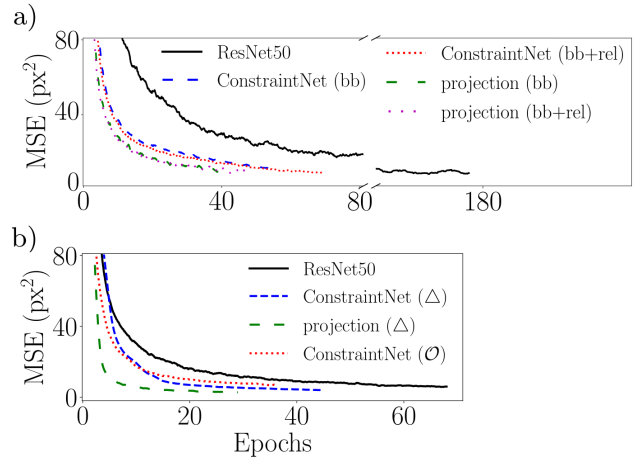 a)
80
40
0
MSE (px²)
ResNet50
ConstraintNet (bb)
ConstraintNet (bb+rel)
projection (bb)
projection (bb+rel)
0 40 80 180
b)
80
40
0
MSE (px²)
ResNet50
ConstraintNet (△)
projection (△)
ConstraintNet (𝒪)
0 20 40 60
Epochs